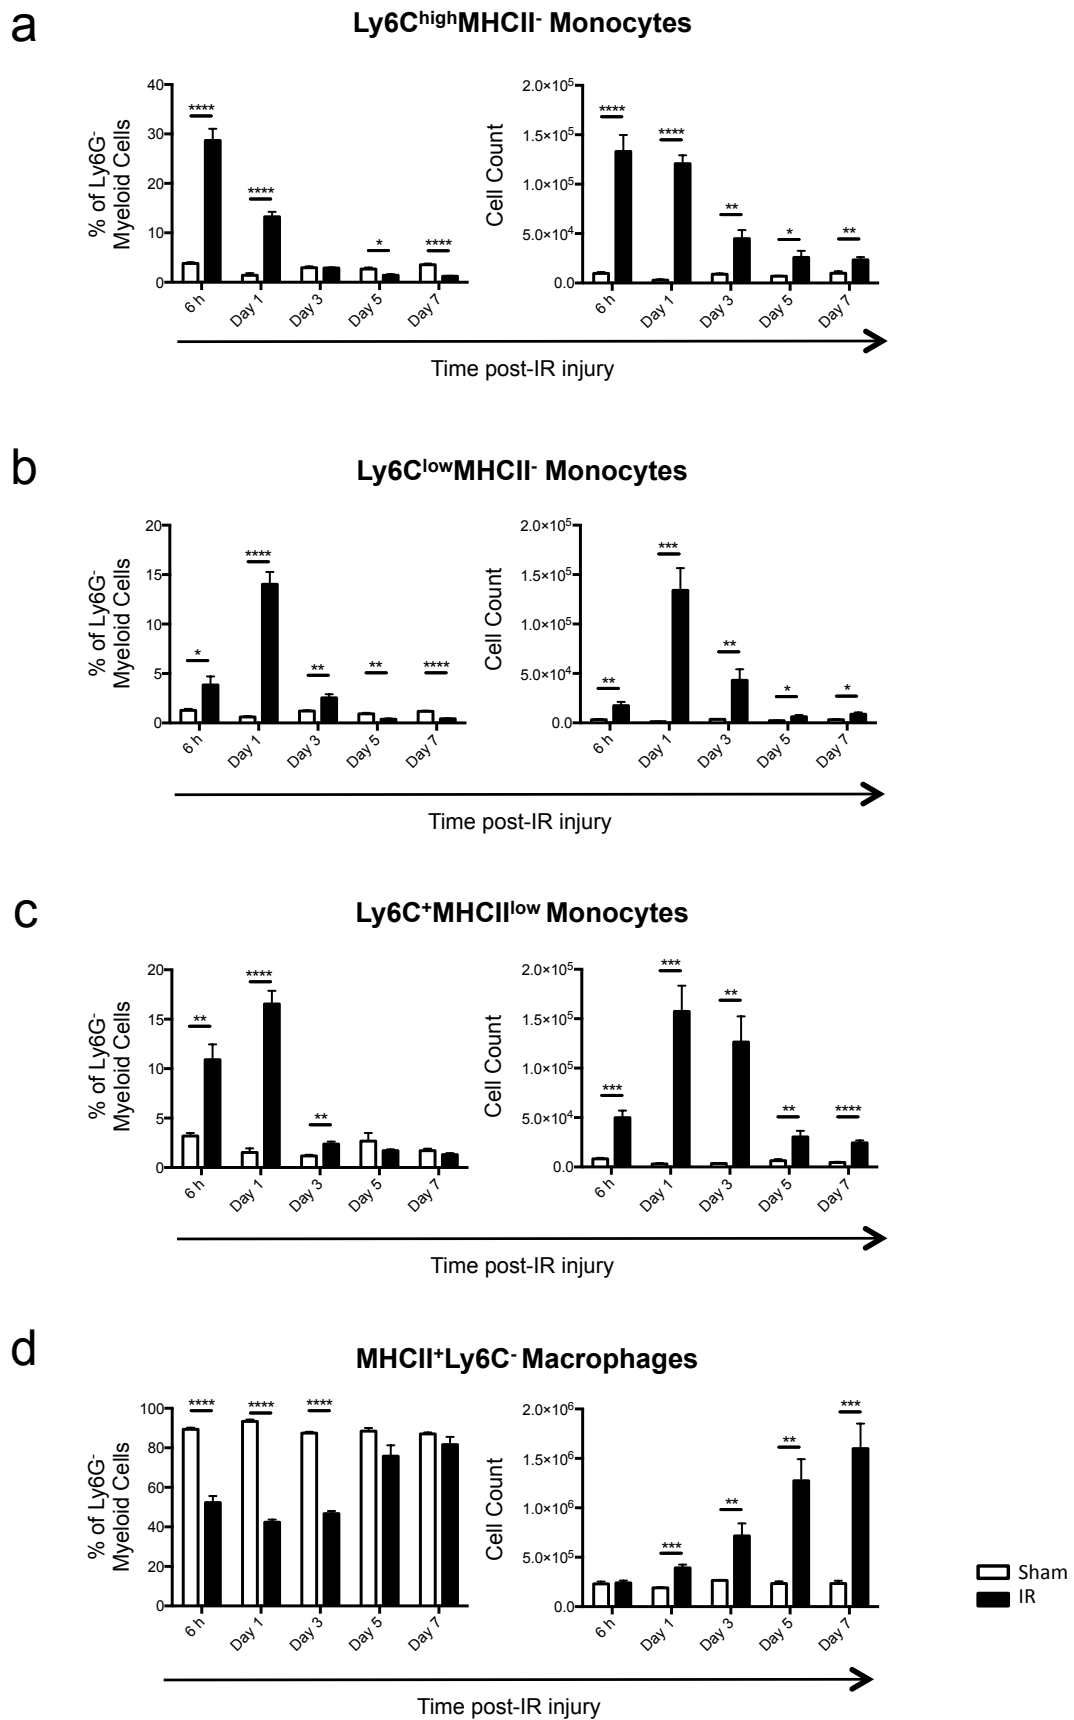 a
Ly6ChighMHCII- Monocytes
% of Ly6G-
Myeloid Cells
40
30
20
10
0
**** **** * ****
6 h Day 1 Day 3 Day 5 Day 7
Cell Count
2.0×10⁵
1.5×10⁵
1.0×10⁵
5.0×10⁴
0.0
**** **** ** * **
6 h Day 1 Day 3 Day 5 Day 7
Time post-IR injury
b
Ly6ClowMHCII- Monocytes
% of Ly6G-
Myeloid Cells
20
15
10
5
0
* **** ** ** ****
6 h Day 1 Day 3 Day 5 Day 7
Cell Count
2.0×10⁵
1.5×10⁵
1.0×10⁵
5.0×10⁴
0.0
** *** ** * *
6 h Day 1 Day 3 Day 5 Day 7
Time post-IR injury
c
Ly6C+MHCIIlow Monocytes
% of Ly6G-
Myeloid Cells
20
15
10
5
0
** **** **
6 h Day 1 Day 3 Day 5 Day 7
Cell Count
2.0×10⁵
1.5×10⁵
1.0×10⁵
5.0×10⁴
0.0
*** *** ** ** ****
6 h Day 1 Day 3 Day 5 Day 7
Time post-IR injury
d
MHCII+Ly6C- Macrophages
% of Ly6G-
Myeloid Cells
100
80
60
40
20
0
**** **** ****
6 h Day 1 Day 3 Day 5 Day 7
Cell Count
2.0×10⁶
1.5×10⁶
1.0×10⁶
5.0×10⁵
0.0
*** ** ** ***
6 h Day 1 Day 3 Day 5 Day 7
Sham
IR
Time post-IR injury